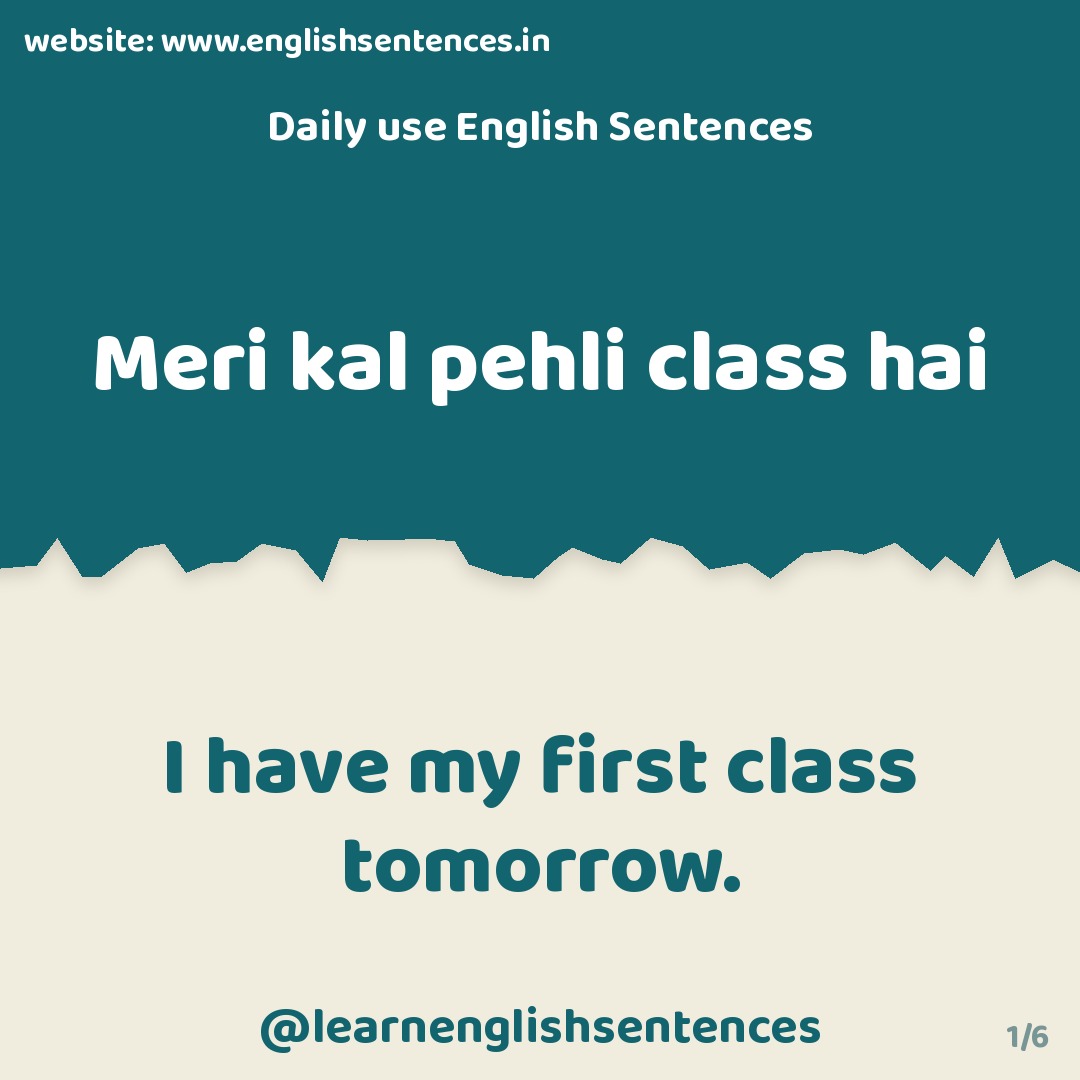 website: www.englishsentences.in
Daily use English Sentences
Meri kal pehli class hai
I have my first class
tomorrow.
@learnenglishsentences
1/6